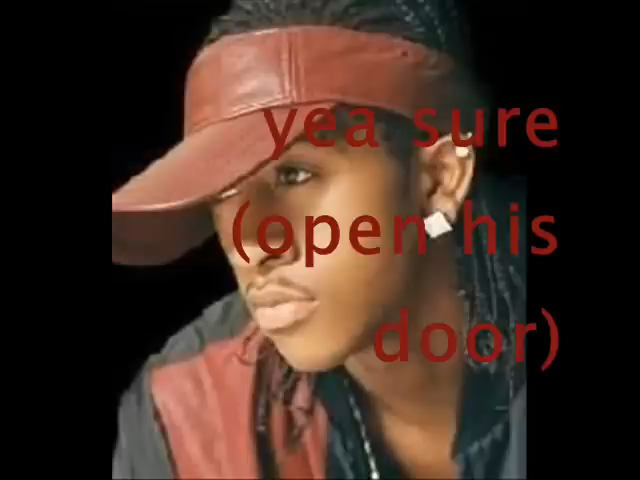 yea sure
(open his
door)